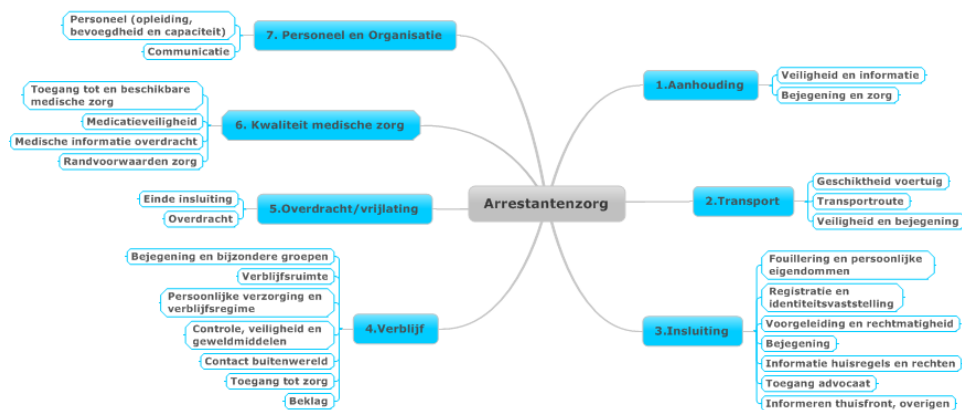 Arrestantenzorg
1.Aanhouding
Veiligheid en informatie
Bejegening en zorg
2.Transport
Geschiktheid voertuig
Transportroute
Veiligheid en bejegening
3.Insluiting
Fouillering en persoonlijke
eigendommen
Registratie en
identiteitsvaststelling
Voorgeleiding en rechtmatigheid
Bejegening
Informatie huisregels en rechten
Toegang advocaat
Informeren thuisfront, overigen
4.Verblijf
Bejegening en bijzondere groepen
Verblijfsruimte
Persoonlijke verzorging en
verblijfsregime
Controle, veiligheid en
geweldmiddelen
Contact buitenwereld
Toegang tot zorg
Beklag
5.Overdracht/vrijlating
Einde insluiting
Overdracht
6. Kwaliteit medische zorg
Toegang tot en beschikbare
medische zorg
Medicatieveiligheid
Medische informatie overdracht
Randvoorwaarden zorg
7. Personeel en Organisatie
Personeel (opleiding,
bevoegdheid en capaciteit)
Communicatie